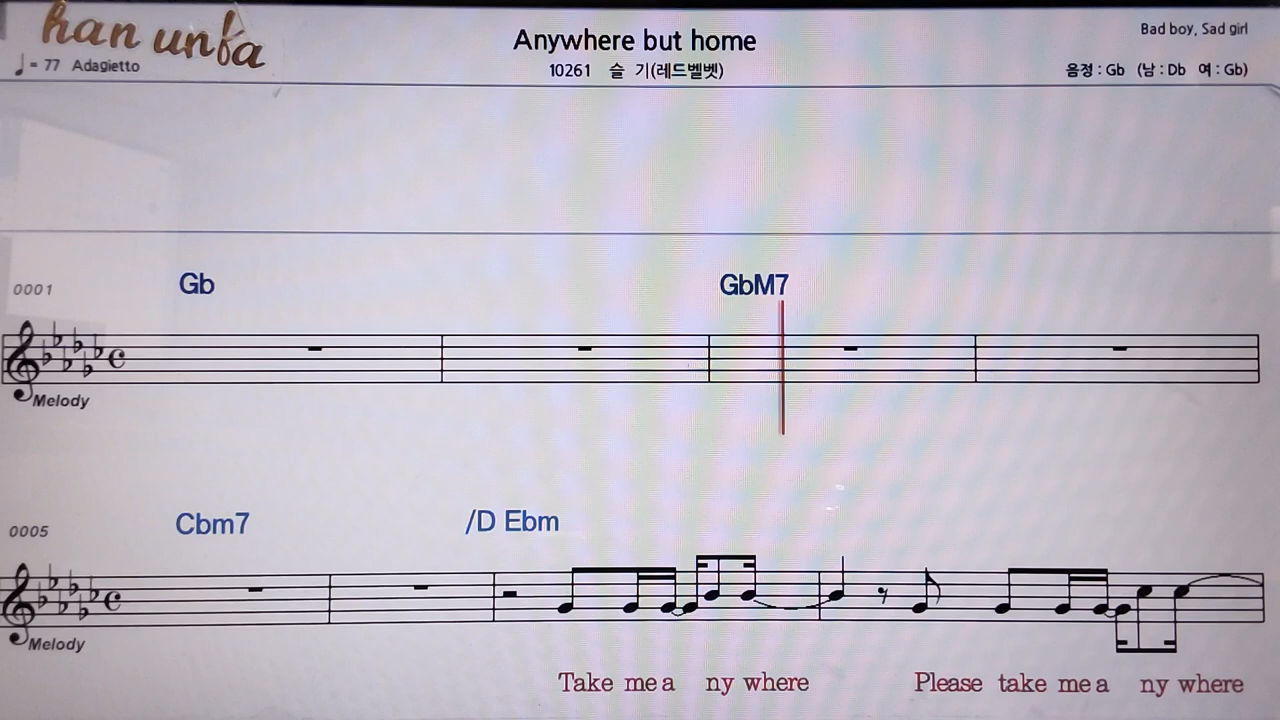 han unfa
Anywhere but home
Bad boy, Sad girl
♩= 77 Adagietto
10261 슬 기(레드벨벳)
음정 : Gb (남 : Db 여 : Gb)
0001
Gb GbM7
Melody
0005
Cbm7 /D Ebm
Melody
Take me a ny where Please take me a ny where